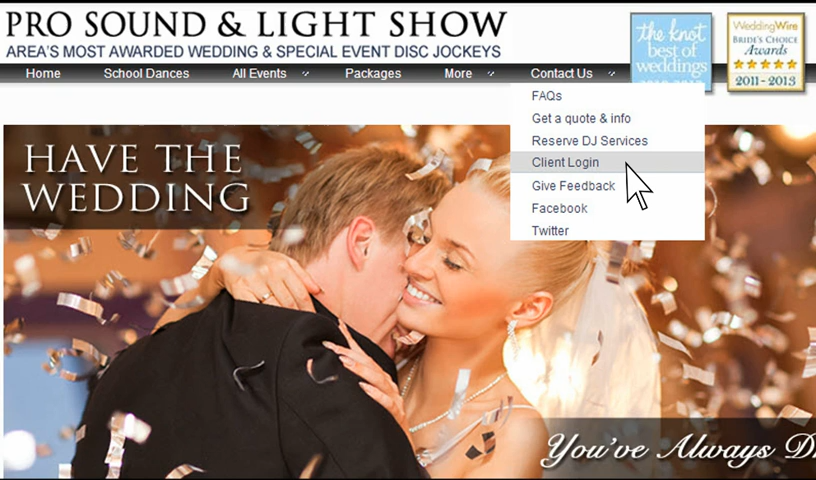 PRO SOUND & LIGHT SHOW
AREA'S MOST AWARDED WEDDING & SPECIAL EVENT DISC JOCKEYS
Home School Dances All Events Packages More Contact Us
the knot
best of
weddings
WeddingWire
BRIDE'S CHOICE
Awards
2011 - 2013
FAQs
Get a quote & info
Reserve DJ Services
Client Login
Give Feedback
Facebook
Twitter
HAVE THE
WEDDING
You've Always D